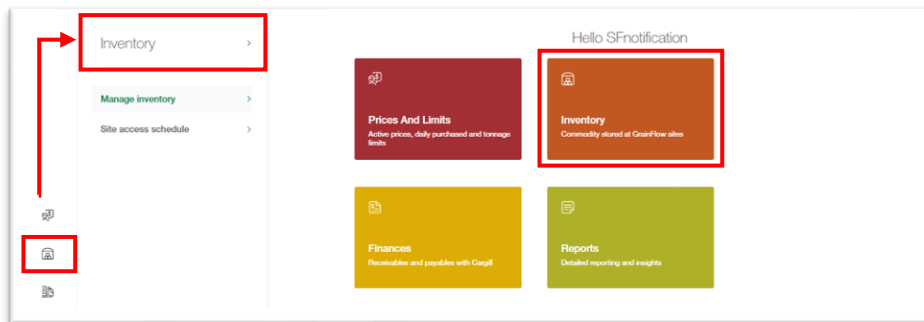 Inventory
Manage inventory
Site access schedule
Hello SFnotification
Prices And Limits
Active prices, daily purchased and tonnage
limits
Inventory
Commodity stored at GrainFlow sites
Finances
Receivables and payables with Cargill
Reports
Detailed reporting and insights